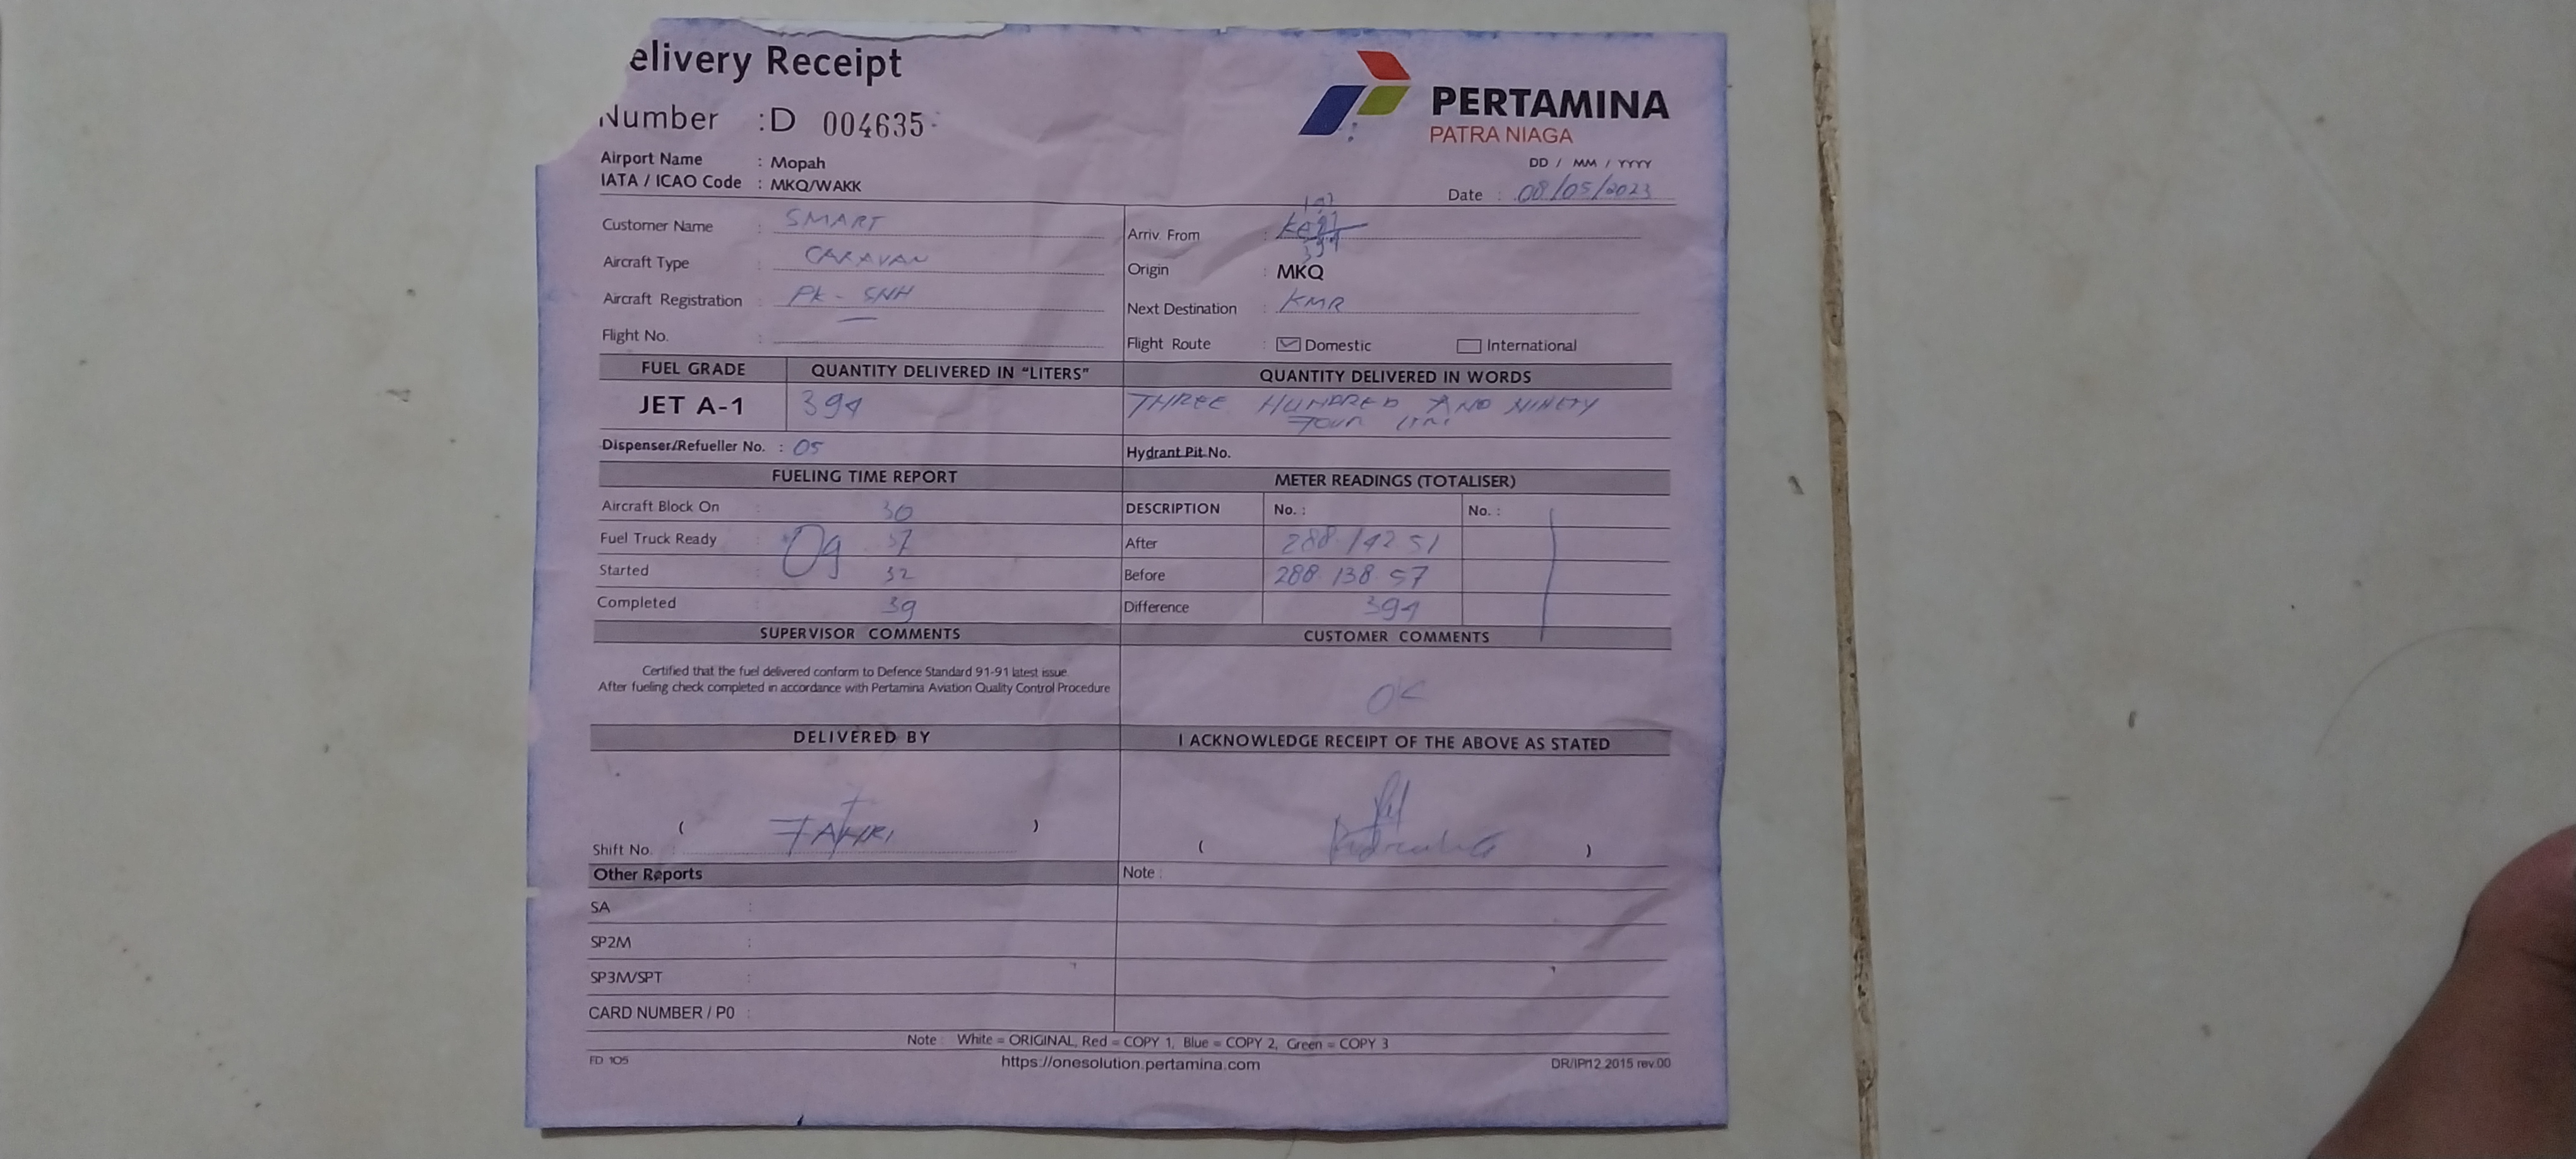 elivery Receipt
Number : D 004635
PERTAMINA
PATRA NIAGA
Airport Name : Mopah
IATA / ICAO Code : MKQ/WAKK
DD / MM / YYYY
Date : 08/05/2023
Customer Name : SMART
Aircraft Type : CARAVAN
Aircraft Registration : PK - SNH
Flight No. :
Arriv. From :
Origin : MKQ
Next Destination : KMR
Flight Route : Domestic International
FUEL GRADE QUANTITY DELIVERED IN "LITERS" QUANTITY DELIVERED IN WORDS
JET A-1 394 THREE HUNDRED AND NINETY
FOUR
Dispenser/Refueller No. : 05 Hydrant Pit No.
FUELING TIME REPORT
Aircraft Block On : 30
Fuel Truck Ready : 09
Started : 32
Completed : 39
METER READINGS (TOTALISER)
DESCRIPTION No. : No. :
After 288 142 51
Before 288 138 57
Difference 394
SUPERVISOR COMMENTS
Certified that the fuel delivered conform to Defence Standard 91-91 latest issue.
After fueling check completed in accordance with Pertamina Aviation Quality Control Procedure
CUSTOMER COMMENTS
OK
DELIVERED BY
( FAHRI )
Shift No. :
I ACKNOWLEDGE RECEIPT OF THE ABOVE AS STATED
( )
Other Reports Note :
SA :
SP2M :
SP3M/SPT :
CARD NUMBER / P0 :
Note : White = ORIGINAL, Red = COPY 1, Blue = COPY 2, Green = COPY 3
FD 105 https://onesolution.pertamina.com DR/IP/12.2015 rev.00